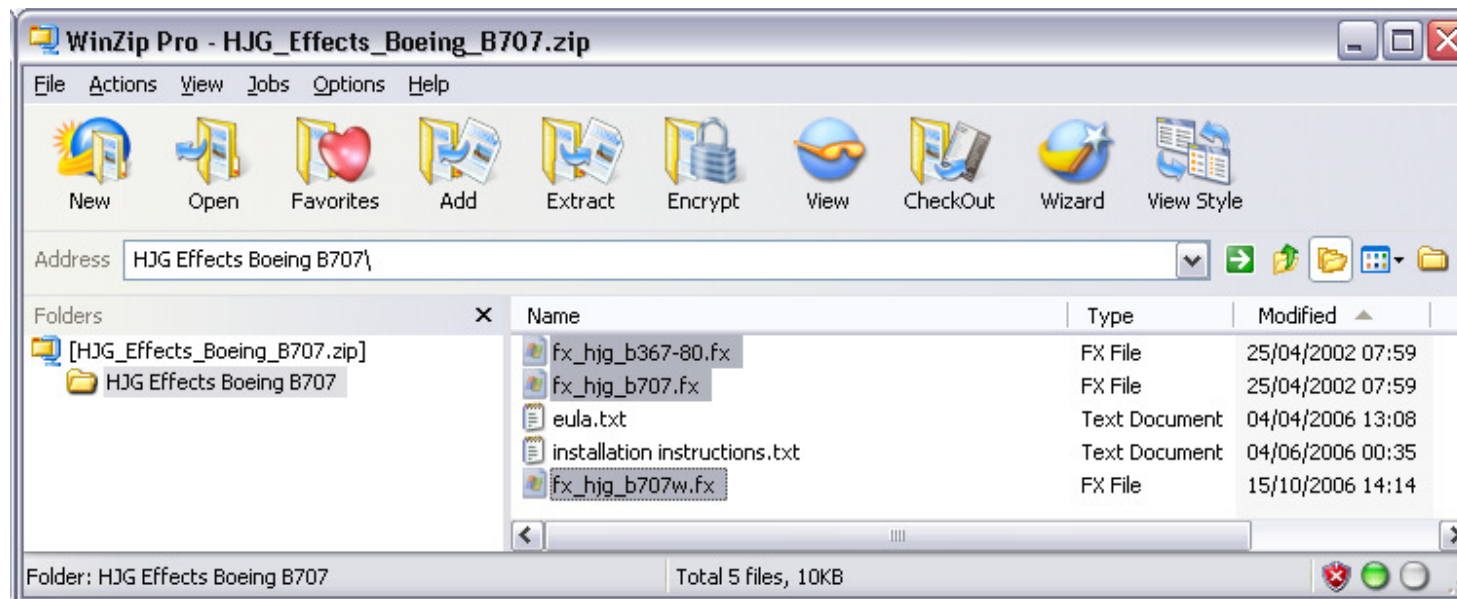 WinZip Pro - HJG_Effects_Boeing_B707.zip
File Actions View Jobs Options Help
New Open Favorites Add Extract Encrypt View CheckOut Wizard View Style
Address HJG Effects Boeing B707\
Folders Name Type Modified
[HJG_Effects_Boeing_B707.zip] fx_hjg_b367-80.fx FX File 25/04/2002 07:59
HJG Effects Boeing B707 fx_hjg_b707.fx FX File 25/04/2002 07:59
eula.txt Text Document 04/04/2006 13:08
installation instructions.txt Text Document 04/06/2006 00:35
fx_hjg_b707w.fx FX File 15/10/2006 14:14
Folder: HJG Effects Boeing B707 Total 5 files, 10KB